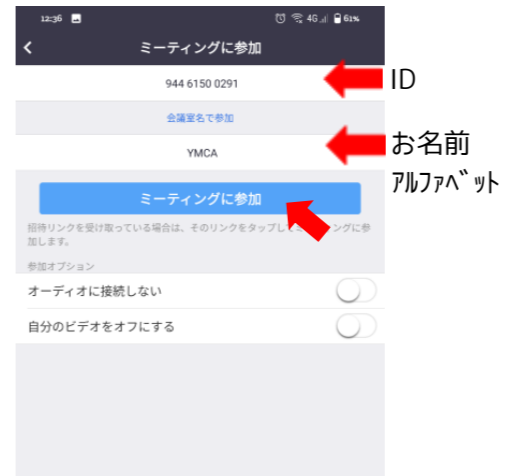 12:36 4G 61%
ミーティングに参加
944 6150 0291
ID
会議室名で参加
YMCA
お名前
ｱﾙﾌｧﾍﾞｯﾄ
ミーティングに参加
招待リンクを受け取っている場合は、そのリンクをタップしてミーティングに参
加します。
参加オプション
オーディオに接続しない
自分のビデオをオフにする